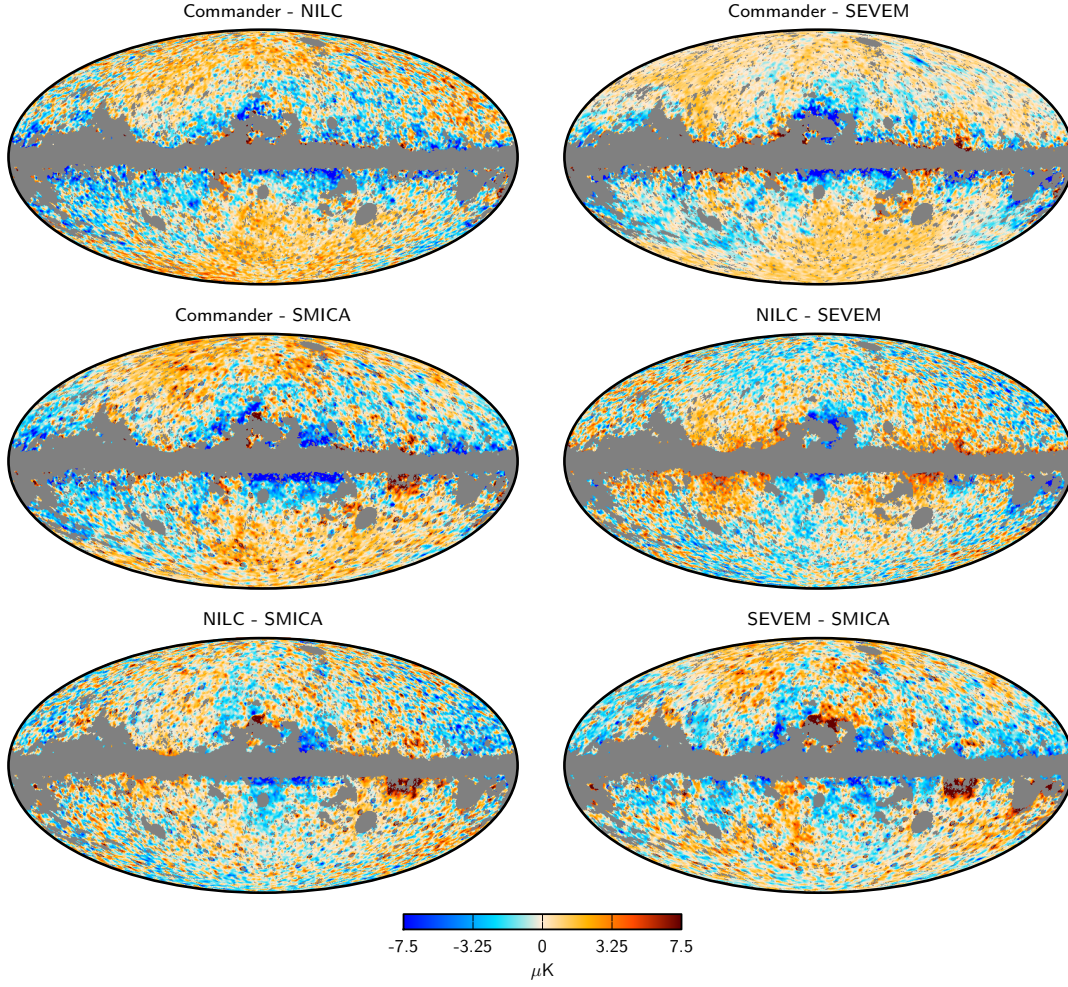 Commander - NILC
Commander - SEVEM
Commander - SMICA
NILC - SEVEM
NILC - SMICA
SEVEM - SMICA
-7.5 -3.25 0 3.25 7.5
μK